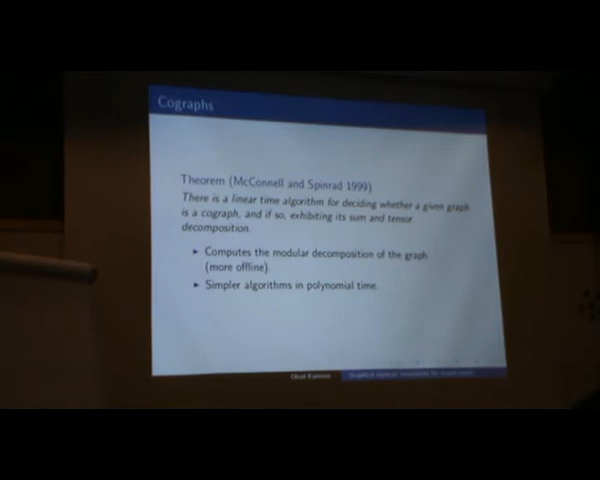 Cographs
Theorem (McConnell and Spinrad 1999)
There is a linear time algorithm for deciding whether a given graph
is a cograph, and if so, exhibiting its sum and tensor
decomposition.
▸ Computes the modular decomposition of the graph
(more offline).
▸ Simpler algorithms in polynomial time.